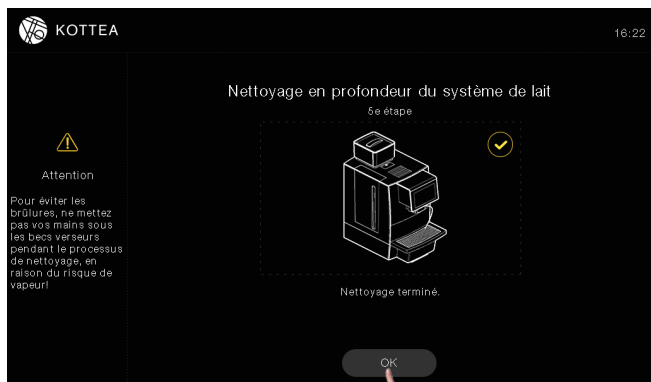 KOTTEA
16:22
Nettoyage en profondeur du système de lait
5e étape
Attention
Pour éviter les
brûlures, ne mettez
pas vos mains sous
les becs verseurs
pendant le processus
de nettoyage, en
raison du risque de
vapeur!
Nettoyage terminé.
OK